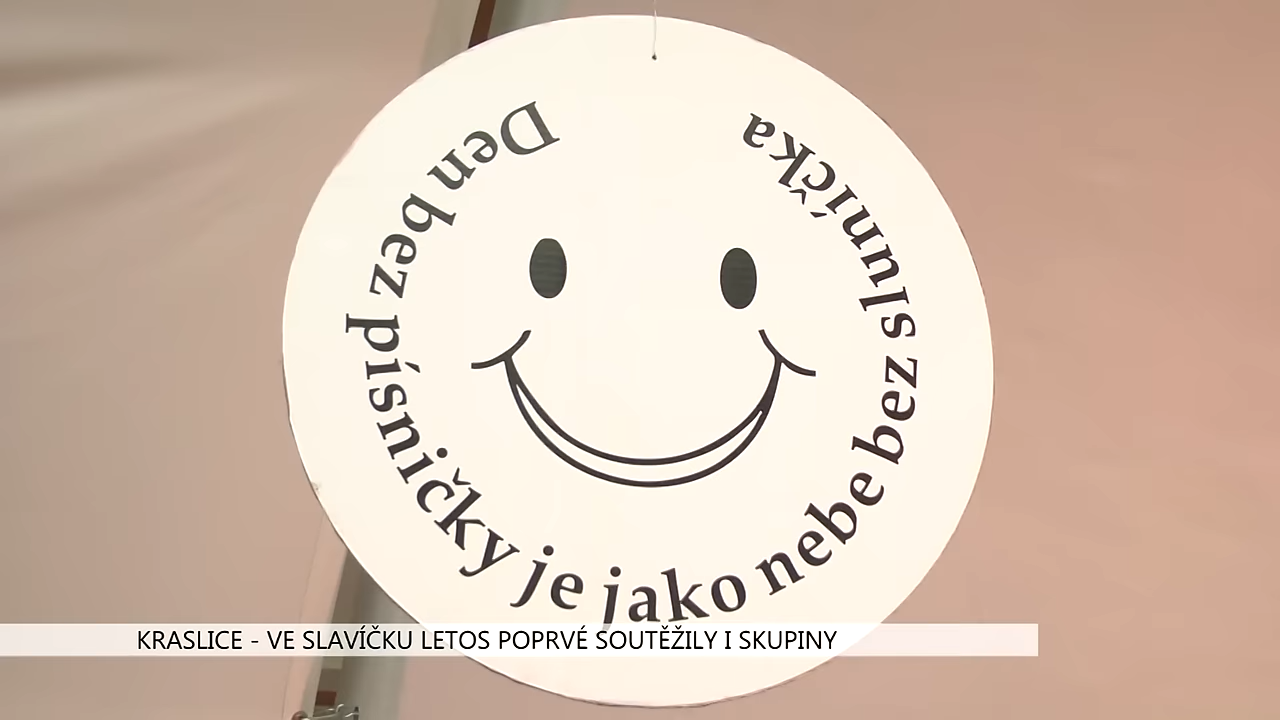 Den bez písničky je jako nebe bez sluníčka
KRASLICE - VE SLAVÍČKU LETOS POPRVÉ SOUTĚŽILY I SKUPINY